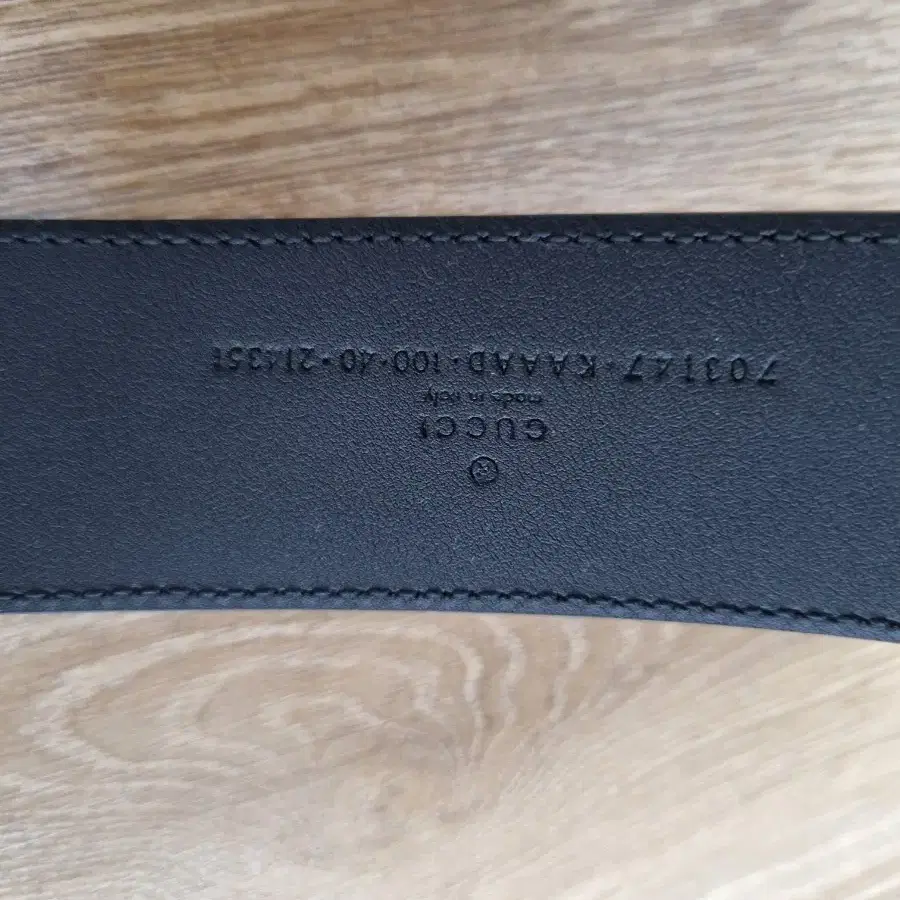 ®
GUCCI
made in italy
703147·KAAAD·100·40·214351